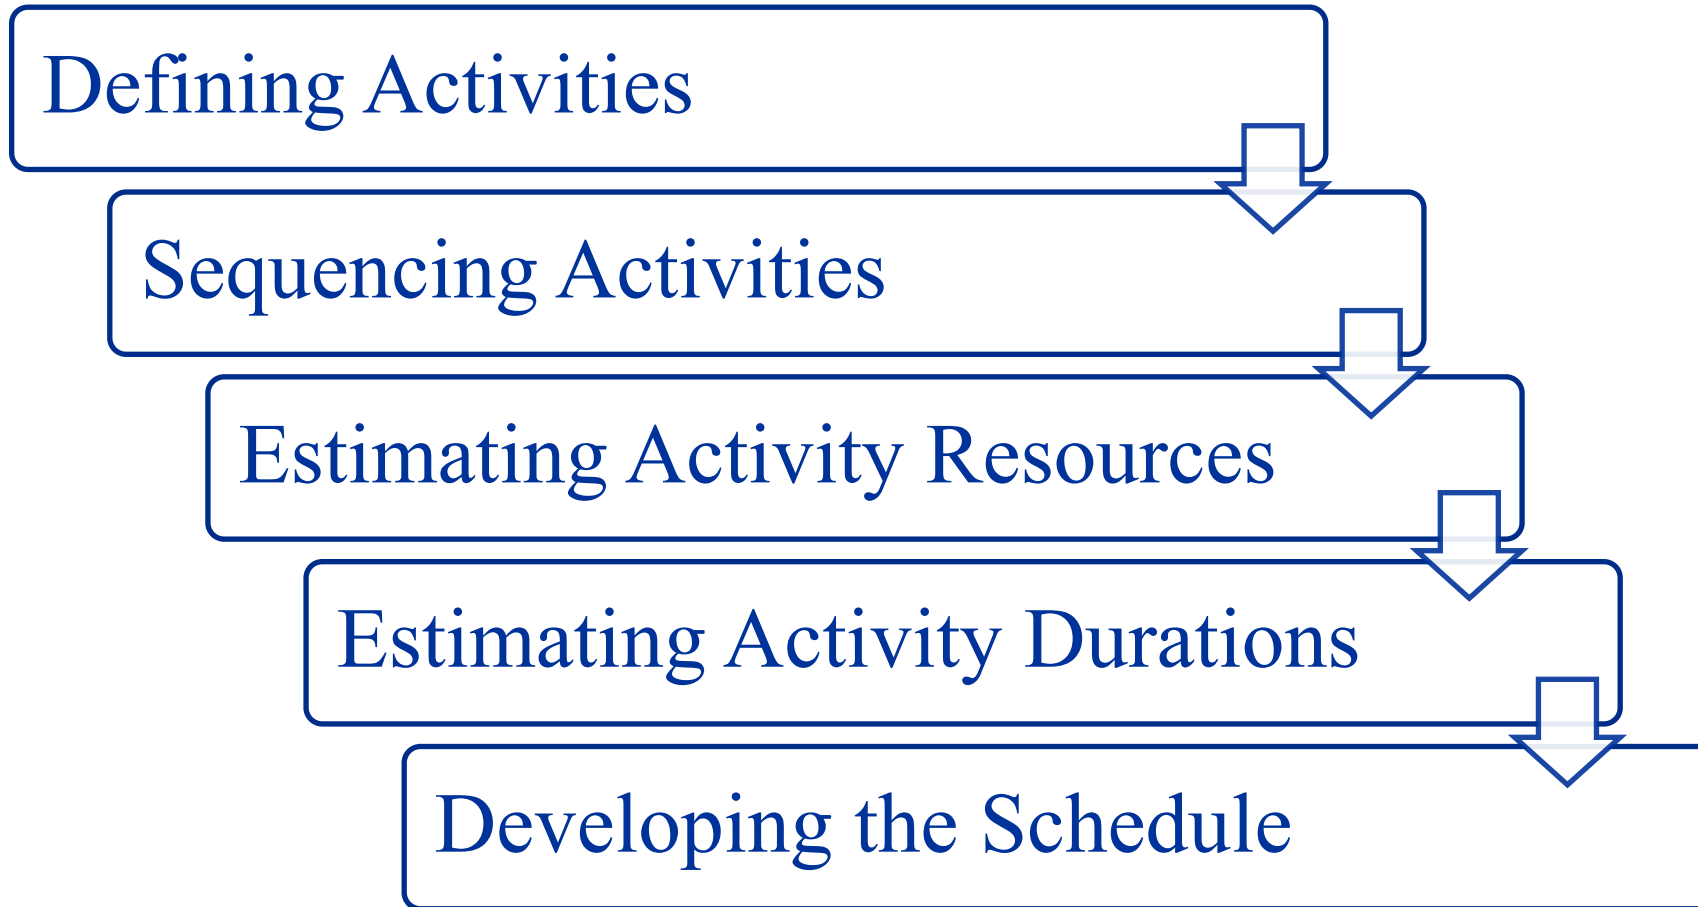 Defining Activities
Sequencing Activities
Estimating Activity Resources
Estimating Activity Durations
Developing the Schedule